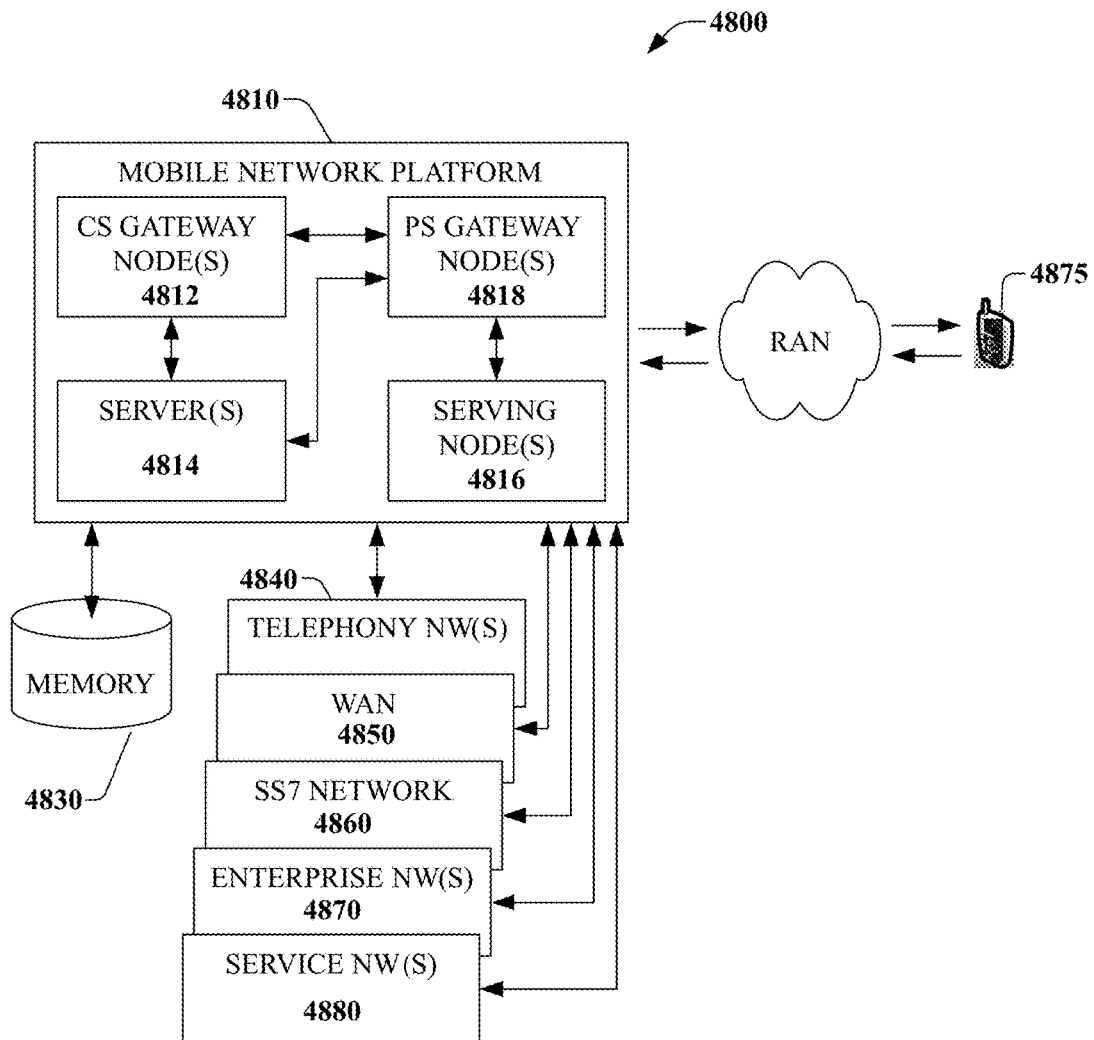 4800
4810
MOBILE NETWORK PLATFORM
CS GATEWAY
NODE(S)
4812
PS GATEWAY
NODE(S)
4818
SERVER(S)
4814
SERVING
NODE(S)
4816
RAN
4875
MEMORY
4830
4840
TELEPHONY NW(S)
WAN
4850
SS7 NETWORK
4860
ENTERPRISE NW(S)
4870
SERVICE NW(S)
4880